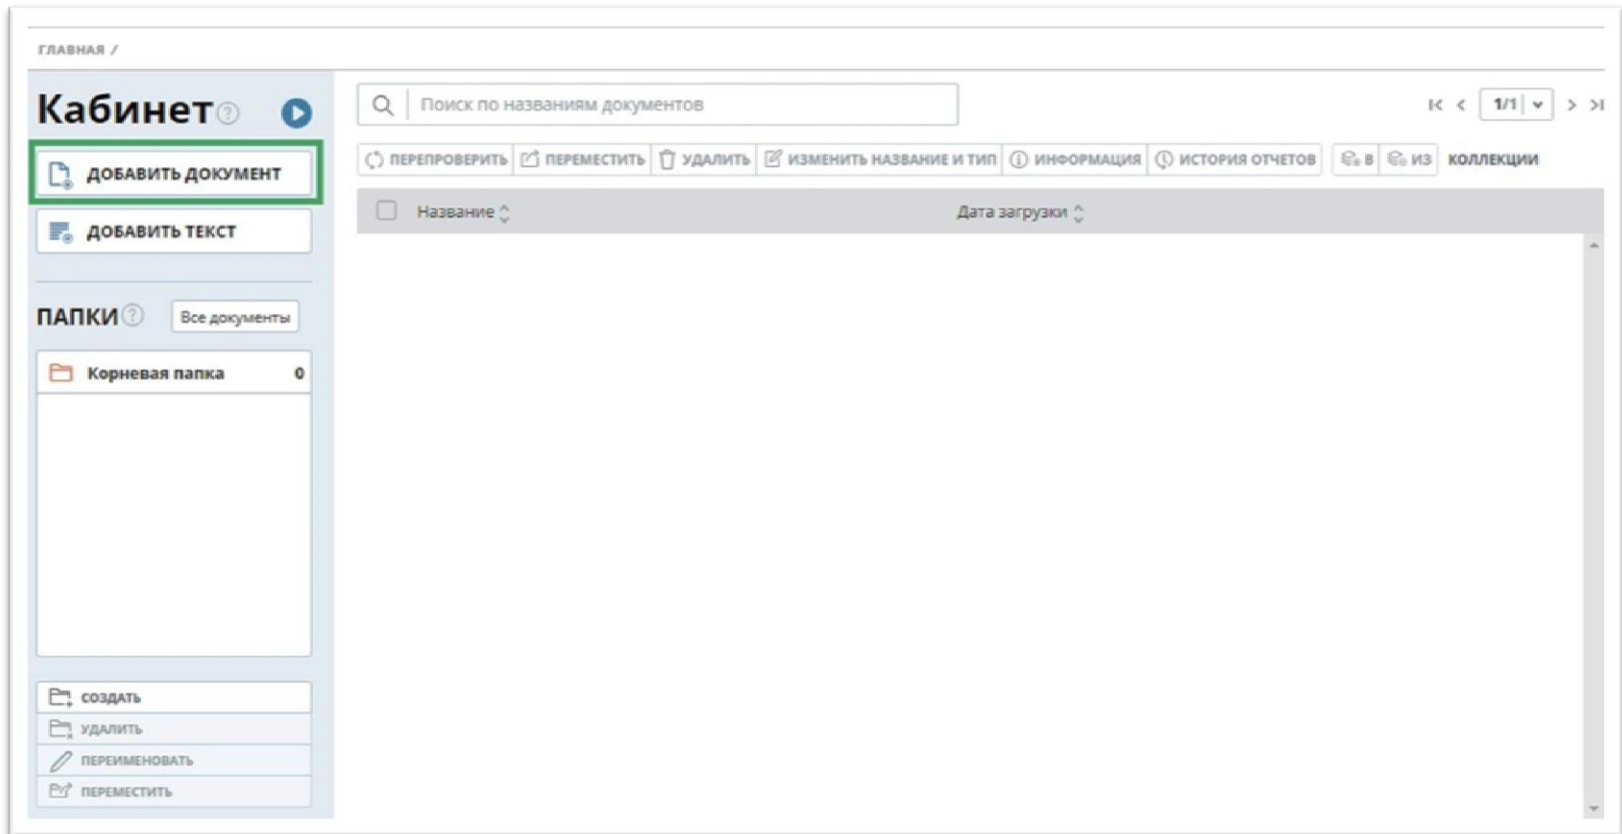 ГЛАВНАЯ /
Кабинет
ДОБАВИТЬ ДОКУМЕНТ
ДОБАВИТЬ ТЕКСТ
ПАПКИ Все документы
Корневая папка 0
СОЗДАТЬ
УДАЛИТЬ
ПЕРЕИМЕНОВАТЬ
ПЕРЕМЕСТИТЬ
Поиск по названиям документов 1/1
ПЕРЕПРОВЕРИТЬ ПЕРЕМЕСТИТЬ УДАЛИТЬ ИЗМЕНИТЬ НАЗВАНИЕ И ТИП ИНФОРМАЦИЯ ИСТОРИЯ ОТЧЕТОВ В ИЗ КОЛЛЕКЦИИ
Название Дата загрузки